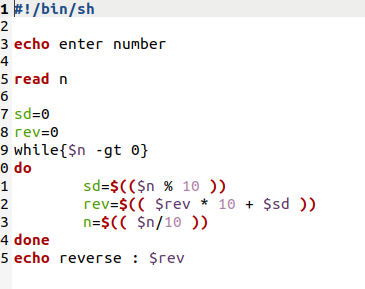 1 #!/bin/sh
2
3 echo enter number
4
5 read n
6
7 sd=0
8 rev=0
9 while{$n -gt 0}
0 do
1 sd=$(($n % 10 ))
2 rev=$(( $rev * 10 + $sd ))
3 n=$(( $n/10 ))
4 done
5 echo reverse : $rev